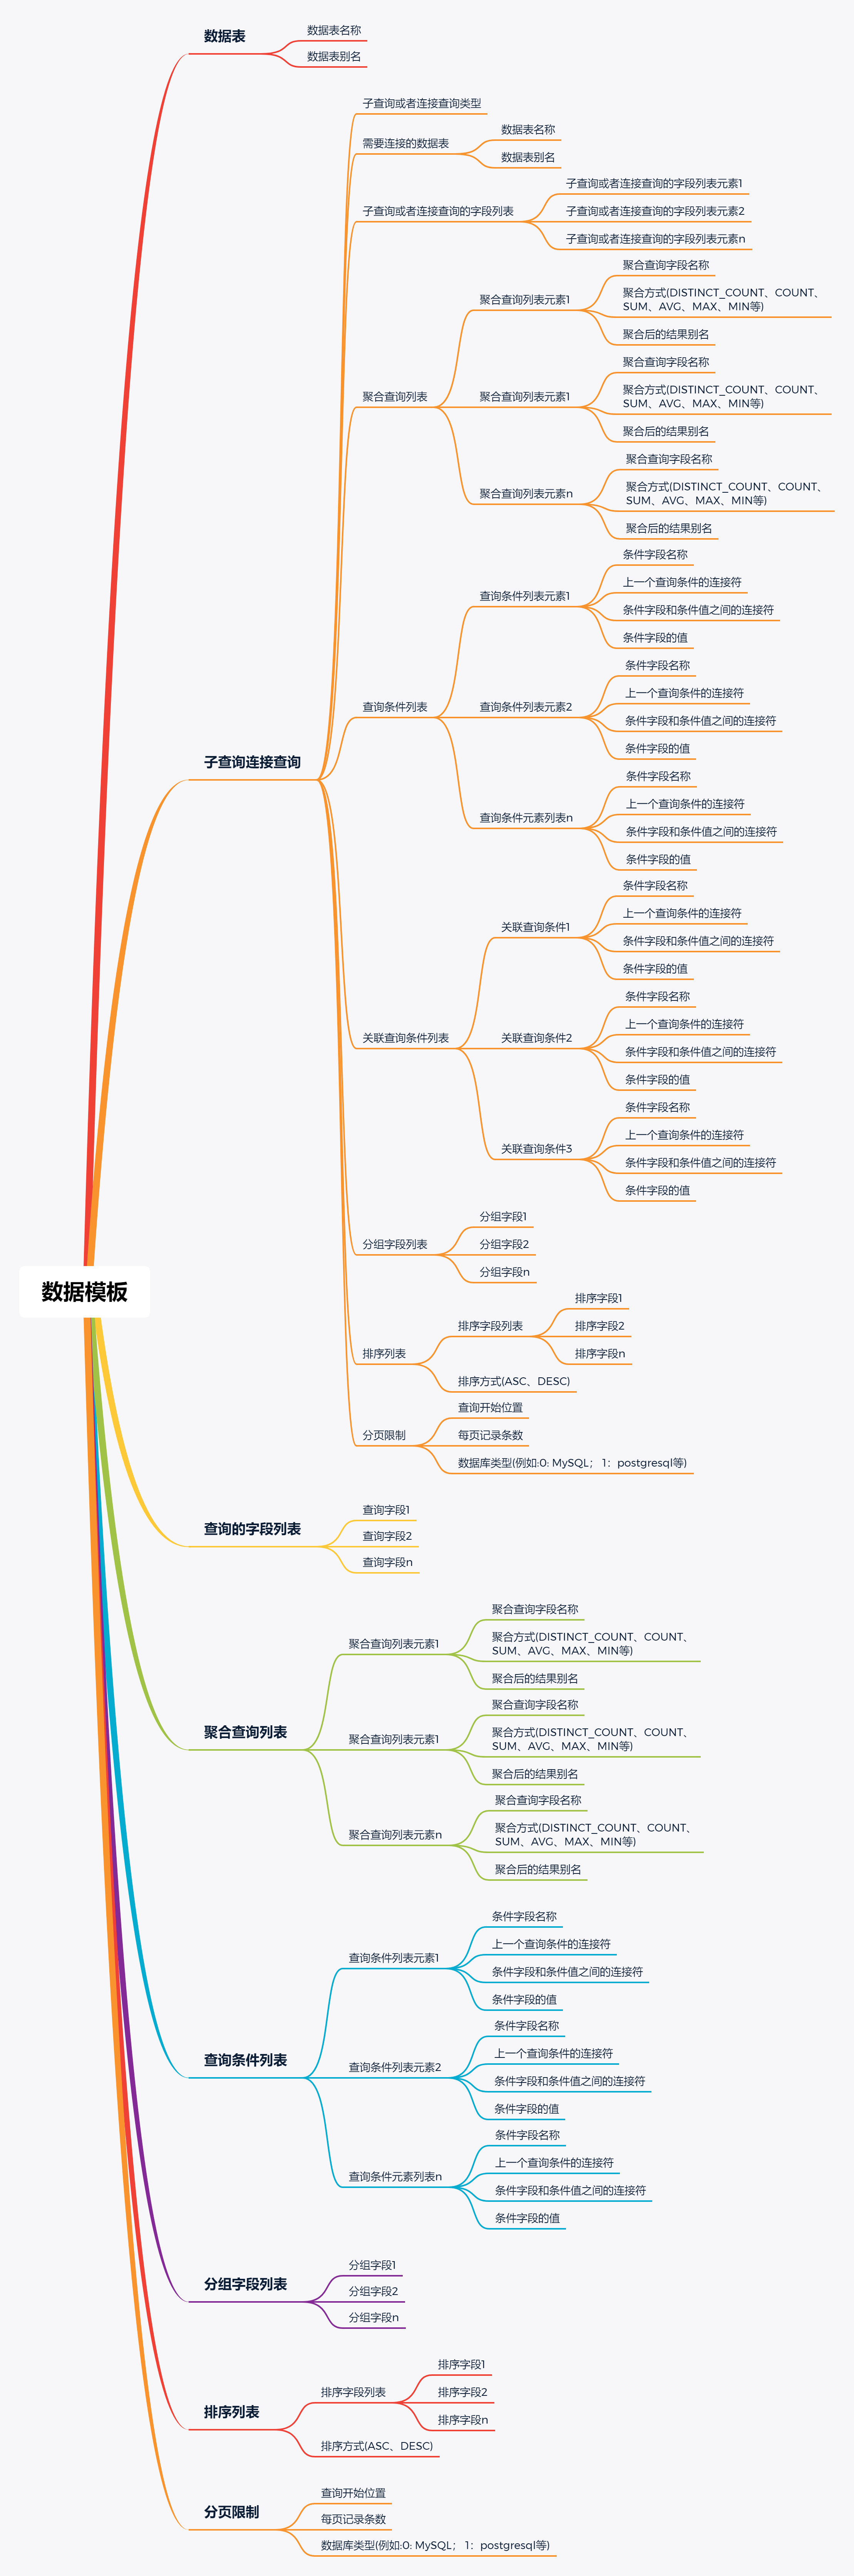 数据模板
数据表
数据表名称
数据表别名
子查询连接查询
子查询或者连接查询类型
需要连接的数据表
数据表名称
数据表别名
子查询或者连接查询的字段列表
子查询或者连接查询的字段列表元素1
子查询或者连接查询的字段列表元素2
子查询或者连接查询的字段列表元素n
聚合查询列表
聚合查询列表元素1
聚合查询字段名称
聚合方式(DISTINCT_COUNT、COUNT、
SUM、AVG、MAX、MIN等)
聚合后的结果别名
聚合查询列表元素1
聚合查询字段名称
聚合方式(DISTINCT_COUNT、COUNT、
SUM、AVG、MAX、MIN等)
聚合后的结果别名
聚合查询列表元素n
聚合查询字段名称
聚合方式(DISTINCT_COUNT、COUNT、
SUM、AVG、MAX、MIN等)
聚合后的结果别名
查询条件列表
查询条件列表元素1
条件字段名称
上一个查询条件的连接符
条件字段和条件值之间的连接符
条件字段的值
查询条件列表元素2
条件字段名称
上一个查询条件的连接符
条件字段和条件值之间的连接符
条件字段的值
查询条件元素列表n
条件字段名称
上一个查询条件的连接符
条件字段和条件值之间的连接符
条件字段的值
关联查询条件列表
关联查询条件1
条件字段名称
上一个查询条件的连接符
条件字段和条件值之间的连接符
条件字段的值
关联查询条件2
条件字段名称
上一个查询条件的连接符
条件字段和条件值之间的连接符
条件字段的值
关联查询条件3
条件字段名称
上一个查询条件的连接符
条件字段和条件值之间的连接符
条件字段的值
分组字段列表
分组字段1
分组字段2
分组字段n
排序列表
排序字段列表
排序字段1
排序字段2
排序字段n
排序方式(ASC、DESC)
分页限制
查询开始位置
每页记录条数
数据库类型(例如:0: MySQL； 1：postgresql等)
查询的字段列表
查询字段1
查询字段2
查询字段n
聚合查询列表
聚合查询列表元素1
聚合查询字段名称
聚合方式(DISTINCT_COUNT、COUNT、
SUM、AVG、MAX、MIN等)
聚合后的结果别名
聚合查询列表元素1
聚合查询字段名称
聚合方式(DISTINCT_COUNT、COUNT、
SUM、AVG、MAX、MIN等)
聚合后的结果别名
聚合查询列表元素n
聚合查询字段名称
聚合方式(DISTINCT_COUNT、COUNT、
SUM、AVG、MAX、MIN等)
聚合后的结果别名
查询条件列表
查询条件列表元素1
条件字段名称
上一个查询条件的连接符
条件字段和条件值之间的连接符
条件字段的值
查询条件列表元素2
条件字段名称
上一个查询条件的连接符
条件字段和条件值之间的连接符
条件字段的值
查询条件元素列表n
条件字段名称
上一个查询条件的连接符
条件字段和条件值之间的连接符
条件字段的值
分组字段列表
分组字段1
分组字段2
分组字段n
排序列表
排序字段列表
排序字段1
排序字段2
排序字段n
排序方式(ASC、DESC)
分页限制
查询开始位置
每页记录条数
数据库类型(例如:0: MySQL； 1：postgresql等)